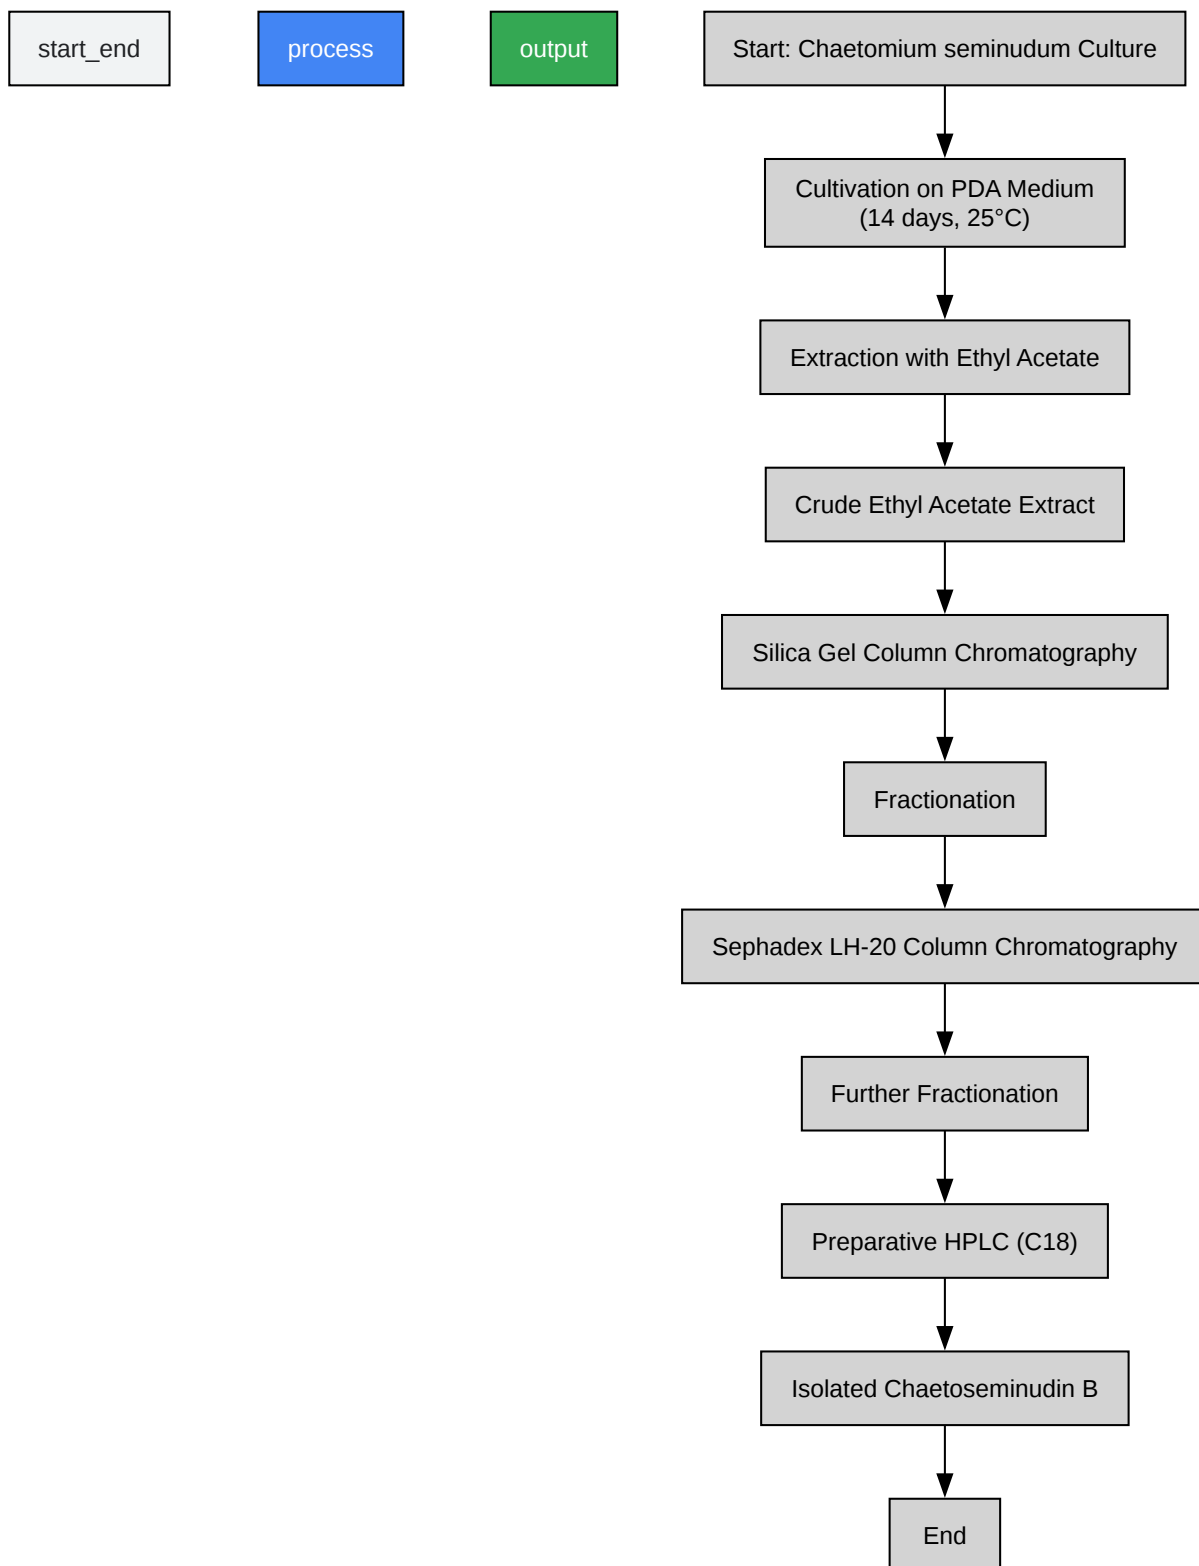 start_end
process
output
Start: Chaetomium seminudum Culture
Cultivation on PDA Medium
(14 days, 25°C)
Extraction with Ethyl Acetate
Crude Ethyl Acetate Extract
Silica Gel Column Chromatography
Fractionation
Sephadex LH-20 Column Chromatography
Further Fractionation
Preparative HPLC (C18)
Isolated Chaetoseminudin B
End